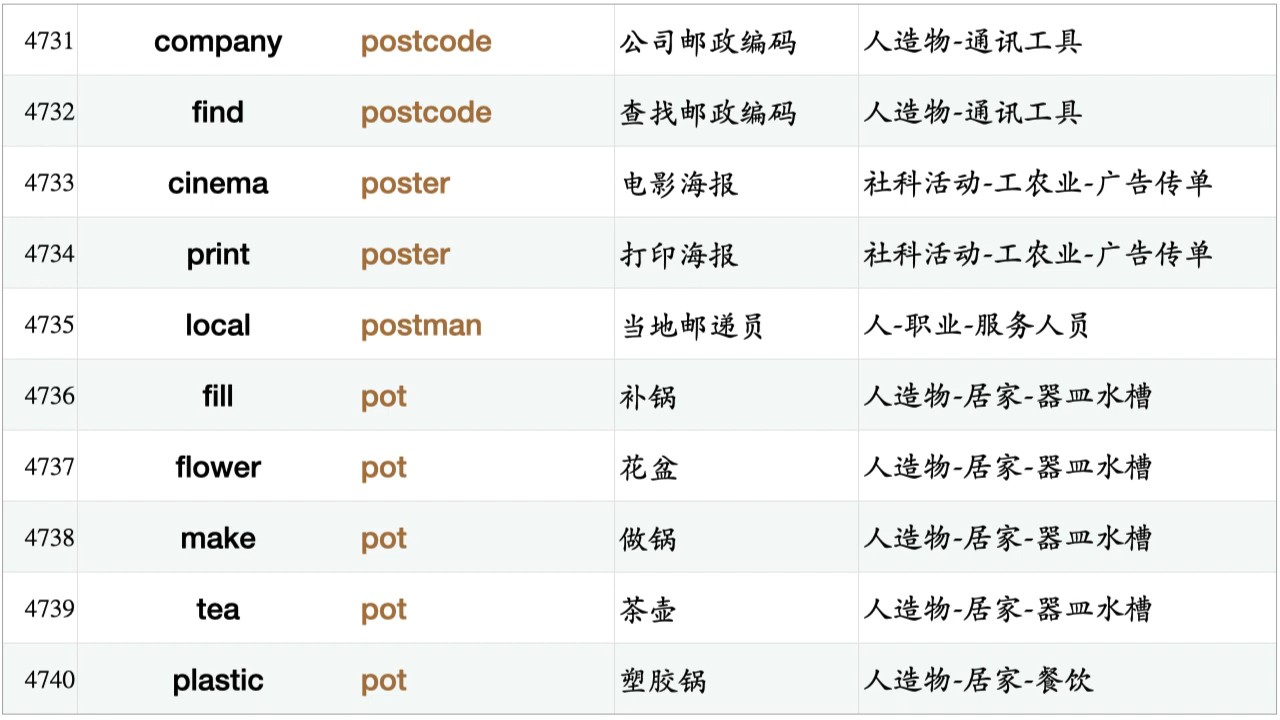 4731 company postcode 公司邮政编码 人造物-通讯工具
4732 find postcode 查找邮政编码 人造物-通讯工具
4733 cinema poster 电影海报 社科活动-工农业-广告传单
4734 print poster 打印海报 社科活动-工农业-广告传单
4735 local postman 当地邮递员 人-职业-服务人员
4736 fill pot 补锅 人造物-居家-器皿水槽
4737 flower pot 花盆 人造物-居家-器皿水槽
4738 make pot 做锅 人造物-居家-器皿水槽
4739 tea pot 茶壶 人造物-居家-器皿水槽
4740 plastic pot 塑胶锅 人造物-居家-餐饮